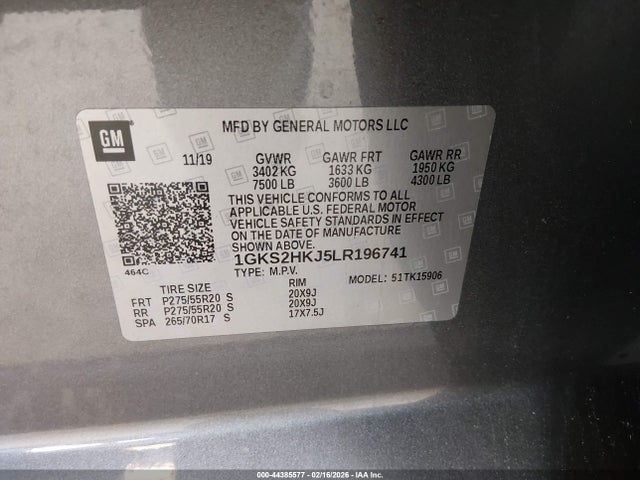 GM
MFD BY GENERAL MOTORS LLC
11/19 GVWR GAWR FRT GAWR RR
3402 KG 1633 KG 1950 KG
7500 LB 3600 LB 4300 LB
THIS VEHICLE CONFORMS TO ALL
APPLICABLE U.S. FEDERAL MOTOR
VEHICLE SAFETY STANDARDS IN EFFECT
ON THE DATE OF MANUFACTURE
SHOWN ABOVE.
464C
1GKS2HKJ5LR196741
TYPE: M.P.V. MODEL: 51TK15906
TIRE SIZE RIM
FRT P275/55R20 S 20X9J
RR P275/55R20 S 20X9J
SPA 265/70R17 S 17X7.5J
000-44385577 - 02/16/2026 - IAA Inc.